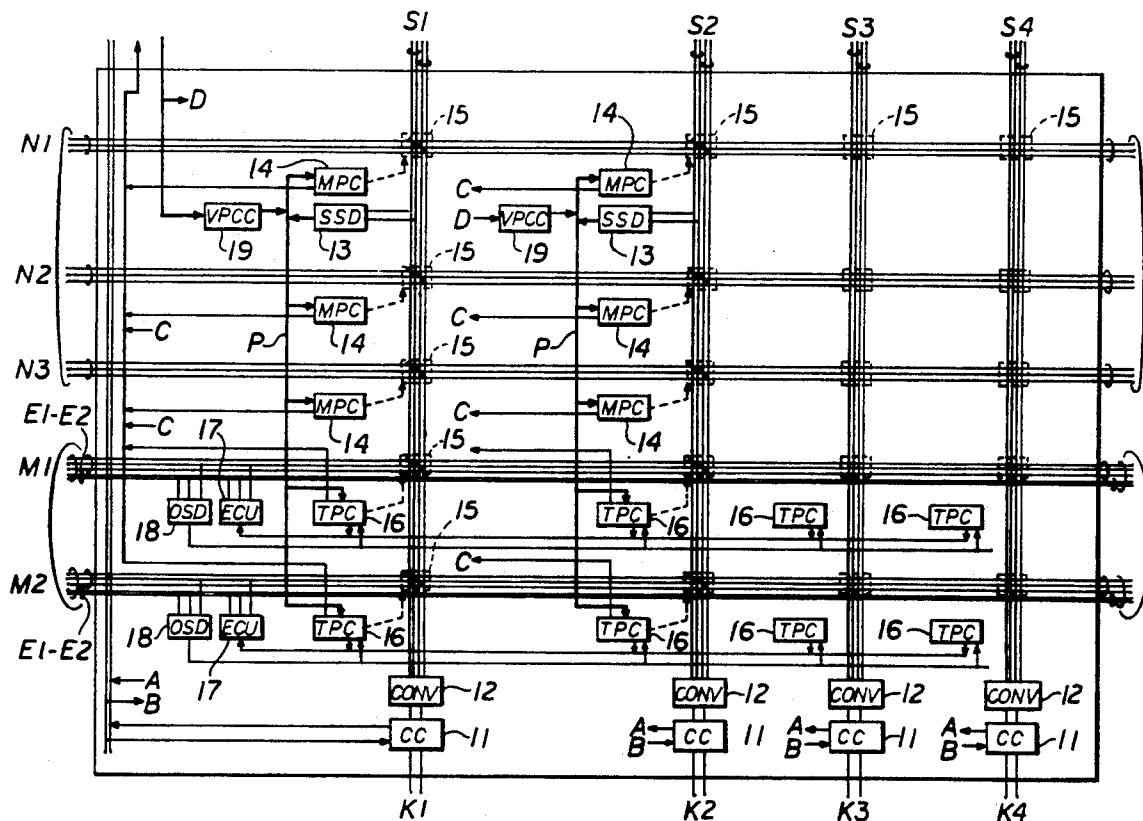 S1 S2 S3 S4
D
N1 15 14 15 15 15
14 MPC C MPC
VPCC SSD D VPCC SSD
19 13 19 13
15
N2
MPC C MPC
C P 14 P 14
15
N3
E1-E2 MPC C MPC
C 17 14 14
15
M1
OSD ECU TPC TPC TPC TPC
18 16 15 16 16 16
C
M2
OSD ECU TPC TPC TPC TPC
18 16 16 16 16
E1-E2 17
A CONV 12 CONV 12 CONV 12 CONV 12
B
CC 11 A B CC 11 A B CC 11 A B CC 11
K1 K2 K3 K4